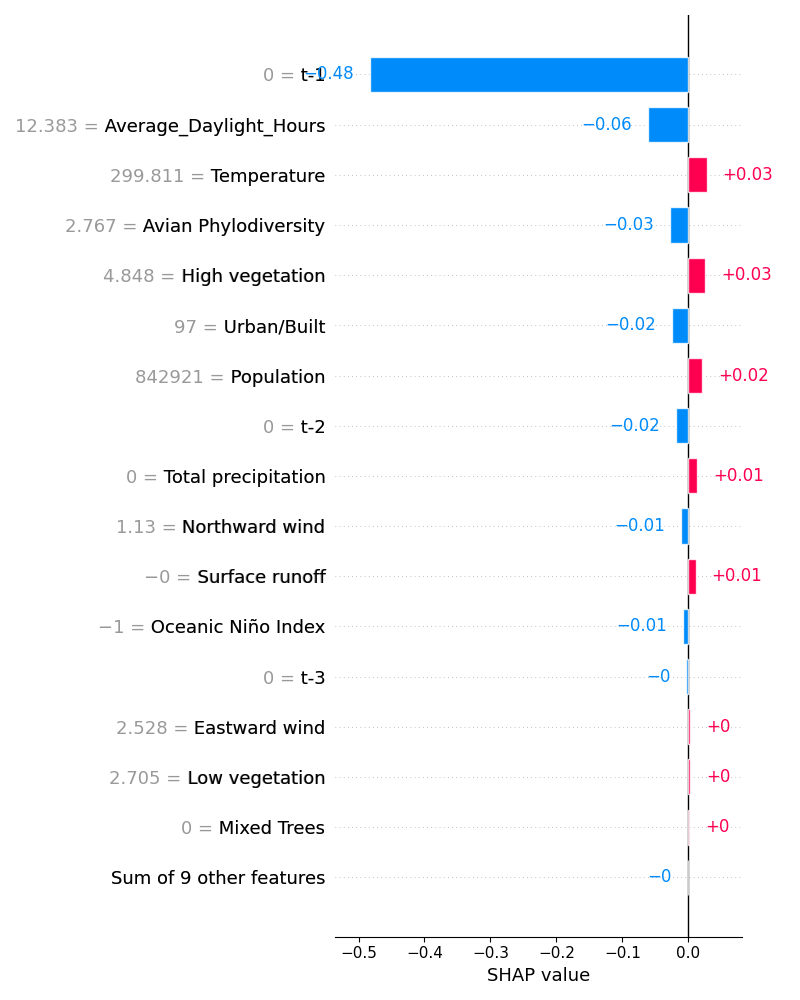 0 = t-1 −0.48
12.383 = Average_Daylight_Hours −0.06
299.811 = Temperature +0.03
2.767 = Avian Phylodiversity −0.03
4.848 = High vegetation +0.03
97 = Urban/Built −0.02
842921 = Population +0.02
0 = t-2 −0.02
0 = Total precipitation +0.01
1.13 = Northward wind −0.01
−0 = Surface runoff +0.01
−1 = Oceanic Niño Index −0.01
0 = t-3 −0
2.528 = Eastward wind +0
2.705 = Low vegetation +0
0 = Mixed Trees +0
Sum of 9 other features −0
−0.5 −0.4 −0.3 −0.2 −0.1 0.0
SHAP value